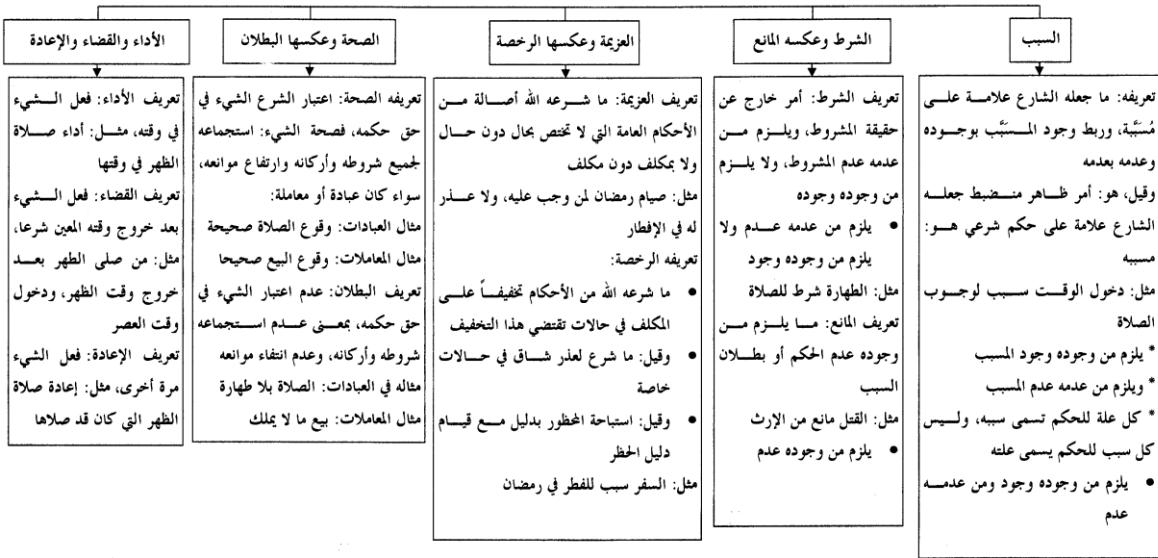 السبب
تعريفه: ما جعله الشارع علامة على
مُسَبَّبة، وربط وجود المسَبَّب بوجوده
وعدمه بعدمه
وقيل، هو: أمر ظاهر منضبط جعله
الشارع علامة على حكم شرعي هو:
مسببه
مثل: دخول الوقت سبب لوجوب
الصلاة
* يلزم من وجوده وجود المسبب
* ويلزم من عدمه عدم المسبب
* كل علة للحكم تسمى سببه، وليس
كل سبب للحكم يسمى علته
● يلزم من وجوده وجود ومن عدمه
عدم
الشرط وعكسه المانع
تعريف الشرط: أمر خارج عن
حقيقة المشروط، ويلزم من
عدمه عدم المشروط، ولا يلزم
من وجوده وجوده
● يلزم من عدمه عدم ولا
يلزم من وجوده وجود
مثل: الطهارة شرط للصلاة
تعريف المانع: ما يلزم من
وجوده عدم الحكم أو بطلان
السبب
مثل: القتل مانع من الإرث
● يلزم من وجوده عدم
العزيمة وعكسها الرخصة
تعريف العزيمة: ما شرعه الله أصالة من
الأحكام العامة التي لا تختص بحال دون حال
ولا بمكلف دون مكلف
مثل: صيام رمضان لمن وجب عليه، ولا عذر
له في الإفطار
تعريفه الرخصة:
● ما شرعه الله من الأحكام تخفيفاً على
المكلف في حالات تقتضي هذا التخفيف
● وقيل: ما شرع لعذر شاق في حالات
خاصة
● وقيل: استباحة المحظور بدليل مع قيام
دليل الحظر
مثل: السفر سبب للفطر في رمضان
الصحة وعكسها البطلان
تعريفه الصحة: اعتبار الشرع الشيء في
حق حكمه، فصحة الشيء: استجماعه
لجميع شروطه وأركانه وارتفاع موانعه،
سواء كان عبادة أو معاملة:
مثال العبادات: وقوع الصلاة صحيحة
مثال المعاملات: وقوع البيع صحيحا
تعريف البطلان: عدم اعتبار الشيء في
حق حكمه، بمعنى عدم استجماعه
شروطه وأركانه، وعدم انتفاء موانعه
مثاله في العبادات: الصلاة بلا طهارة
مثال المعاملات: بيع ما لا يملك
الأداء والقضاء والإعادة
تعريف الأداء: فعل الشيء
في وقته، مثل: أداء صلاة
الظهر في وقتها
تعريف القضاء: فعل الشيء
بعد خروج وقته المعين شرعا،
مثل: من صلى الظهر بعد
خروج وقت الظهر، ودخول
وقت العصر
تعريف الإعادة: فعل الشيء
مرة أخرى، مثل: إعادة صلاة
الظهر التي كان قد صلاها